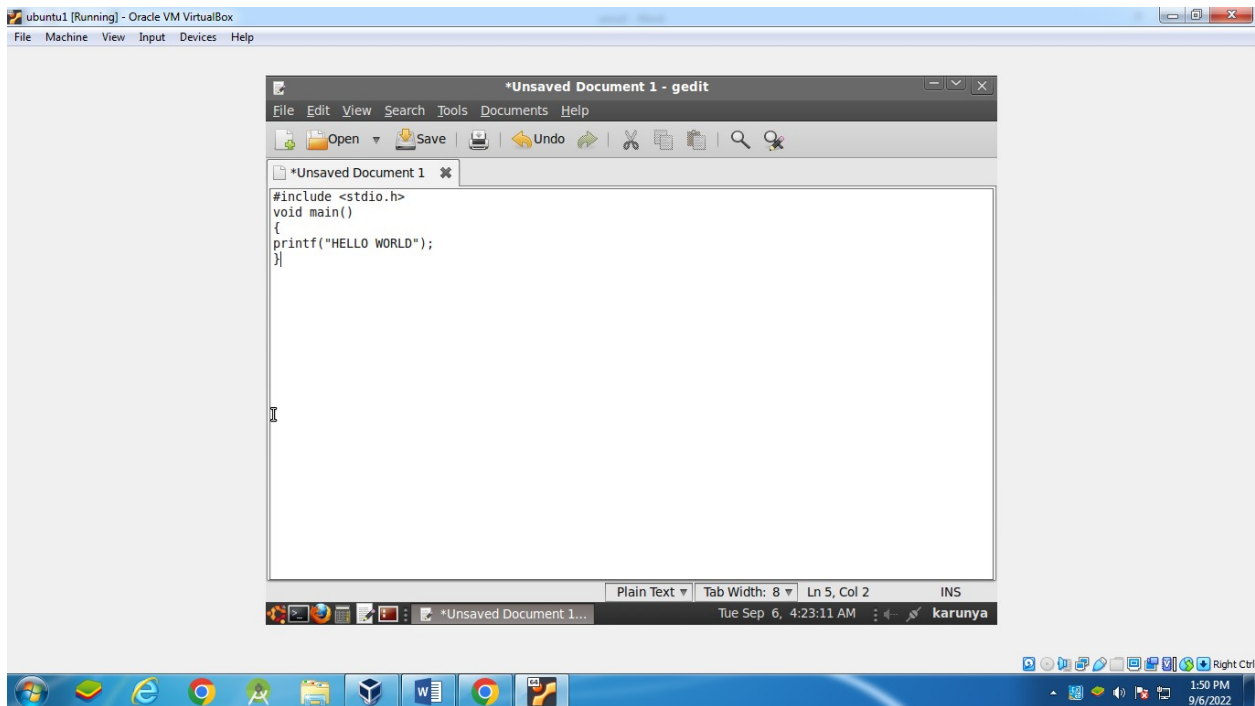 ubuntu1 [Running] - Oracle VM VirtualBox
File Machine View Input Devices Help
*Unsaved Document 1 - gedit
File Edit View Search Tools Documents Help
Open Save Undo
*Unsaved Document 1
#include <stdio.h>
void main()
{
printf("HELLO WORLD");
}
Plain Text Tab Width: 8 Ln 5, Col 2 INS
*Unsaved Document 1... Tue Sep 6, 4:23:11 AM karunya
Right Ctrl
1:50 PM
9/6/2022